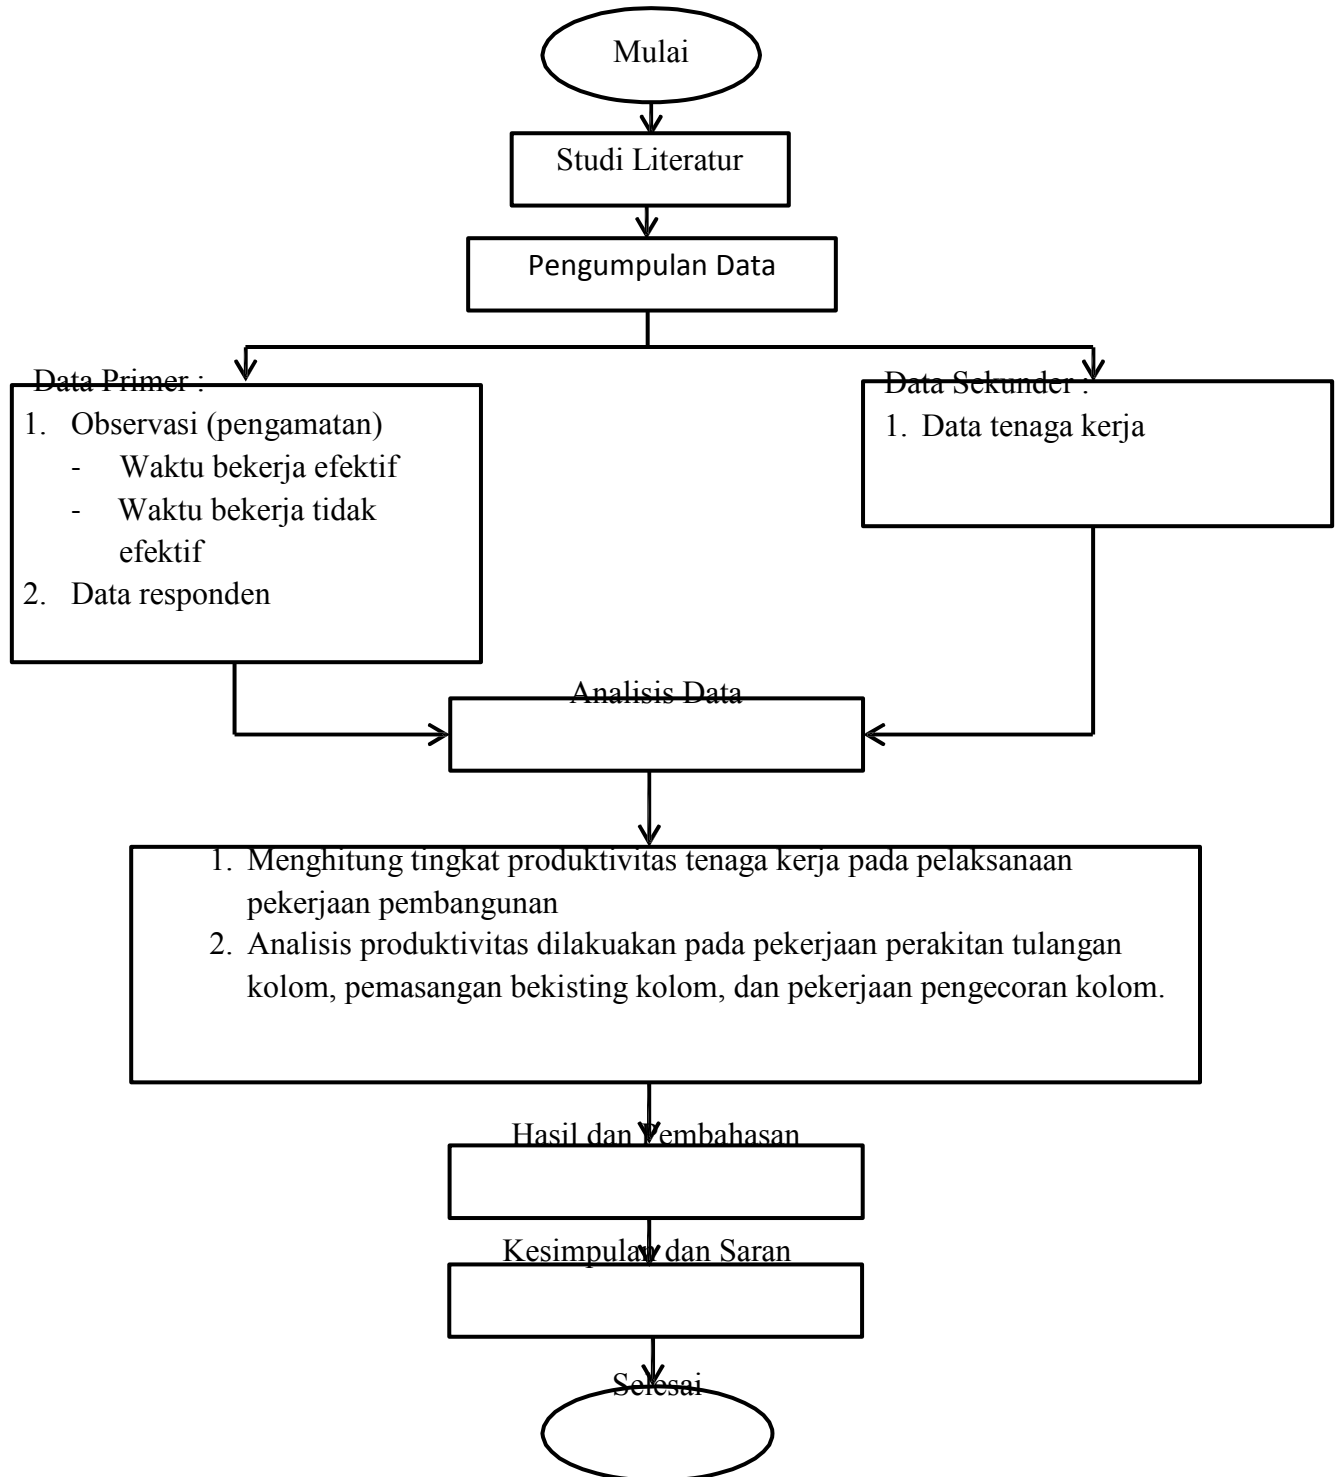 Mulai
Studi Literatur
Pengumpulan Data
Data Primer :
1. Observasi (pengamatan)
- Waktu bekerja efektif
- Waktu bekerja tidak
efektif
2. Data responden
Data Sekunder :
1. Data tenaga kerja
Analisis Data
1. Menghitung tingkat produktivitas tenaga kerja pada pelaksanaan
pekerjaan pembangunan
2. Analisis produktivitas dilakuakan pada pekerjaan perakitan tulangan
kolom, pemasangan bekisting kolom, dan pekerjaan pengecoran kolom.
Hasil dan Pembahasan
Kesimpulan dan Saran
Selesai